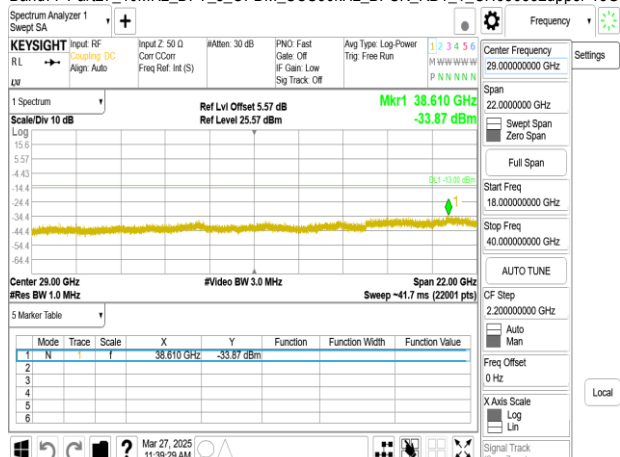 Spectrum Analyzer 1
Swept SA
+
Frequency
KEYSIGHT
RL
Input: RF
Coupling: DC
Align: Auto
Input Z: 50 Ω
Corr CCorr
Freq Ref: Int (S)
#Atten: 30 dB
PNO: Fast
Gate: Off
IF Gain: Low
Sig Track: Off
Avg Type: Log-Power
Trig: Free Run
1 2 3 4 5 6
M W W W W W
P N N N N N
Center Frequency
29.000000000 GHz
Settings
Span
22.0000000 GHz
Swept Span
Zero Span
Full Span
Start Freq
18.000000000 GHz
Stop Freq
40.000000000 GHz
AUTO TUNE
CF Step
2.200000000 GHz
Auto
Man
Freq Offset
0 Hz
X Axis Scale
Log
Lin
Signal Track
Local
1 Spectrum
Scale/Div 10 dB
Log
Ref Lvl Offset 5.57 dB
Ref Level 25.57 dBm
Mkr1 38.610 GHz
-33.87 dBm
15.6
5.57
-4.43
-14.4
-24.4
-34.4
-44.4
-54.4
-64.4
DL1 -13.00 dBm
1
Center 29.00 GHz
#Res BW 1.0 MHz
#Video BW 3.0 MHz
Span 22.00 GHz
Sweep ~41.7 ms (22001 pts)
5 Marker Table
Mode Trace Scale X Y Function Function Width Function Value
1 N 1 f 38.610 GHz -33.87 dBm
2
3
4
5
6
?
Mar 27, 2025
11:39:29 AM